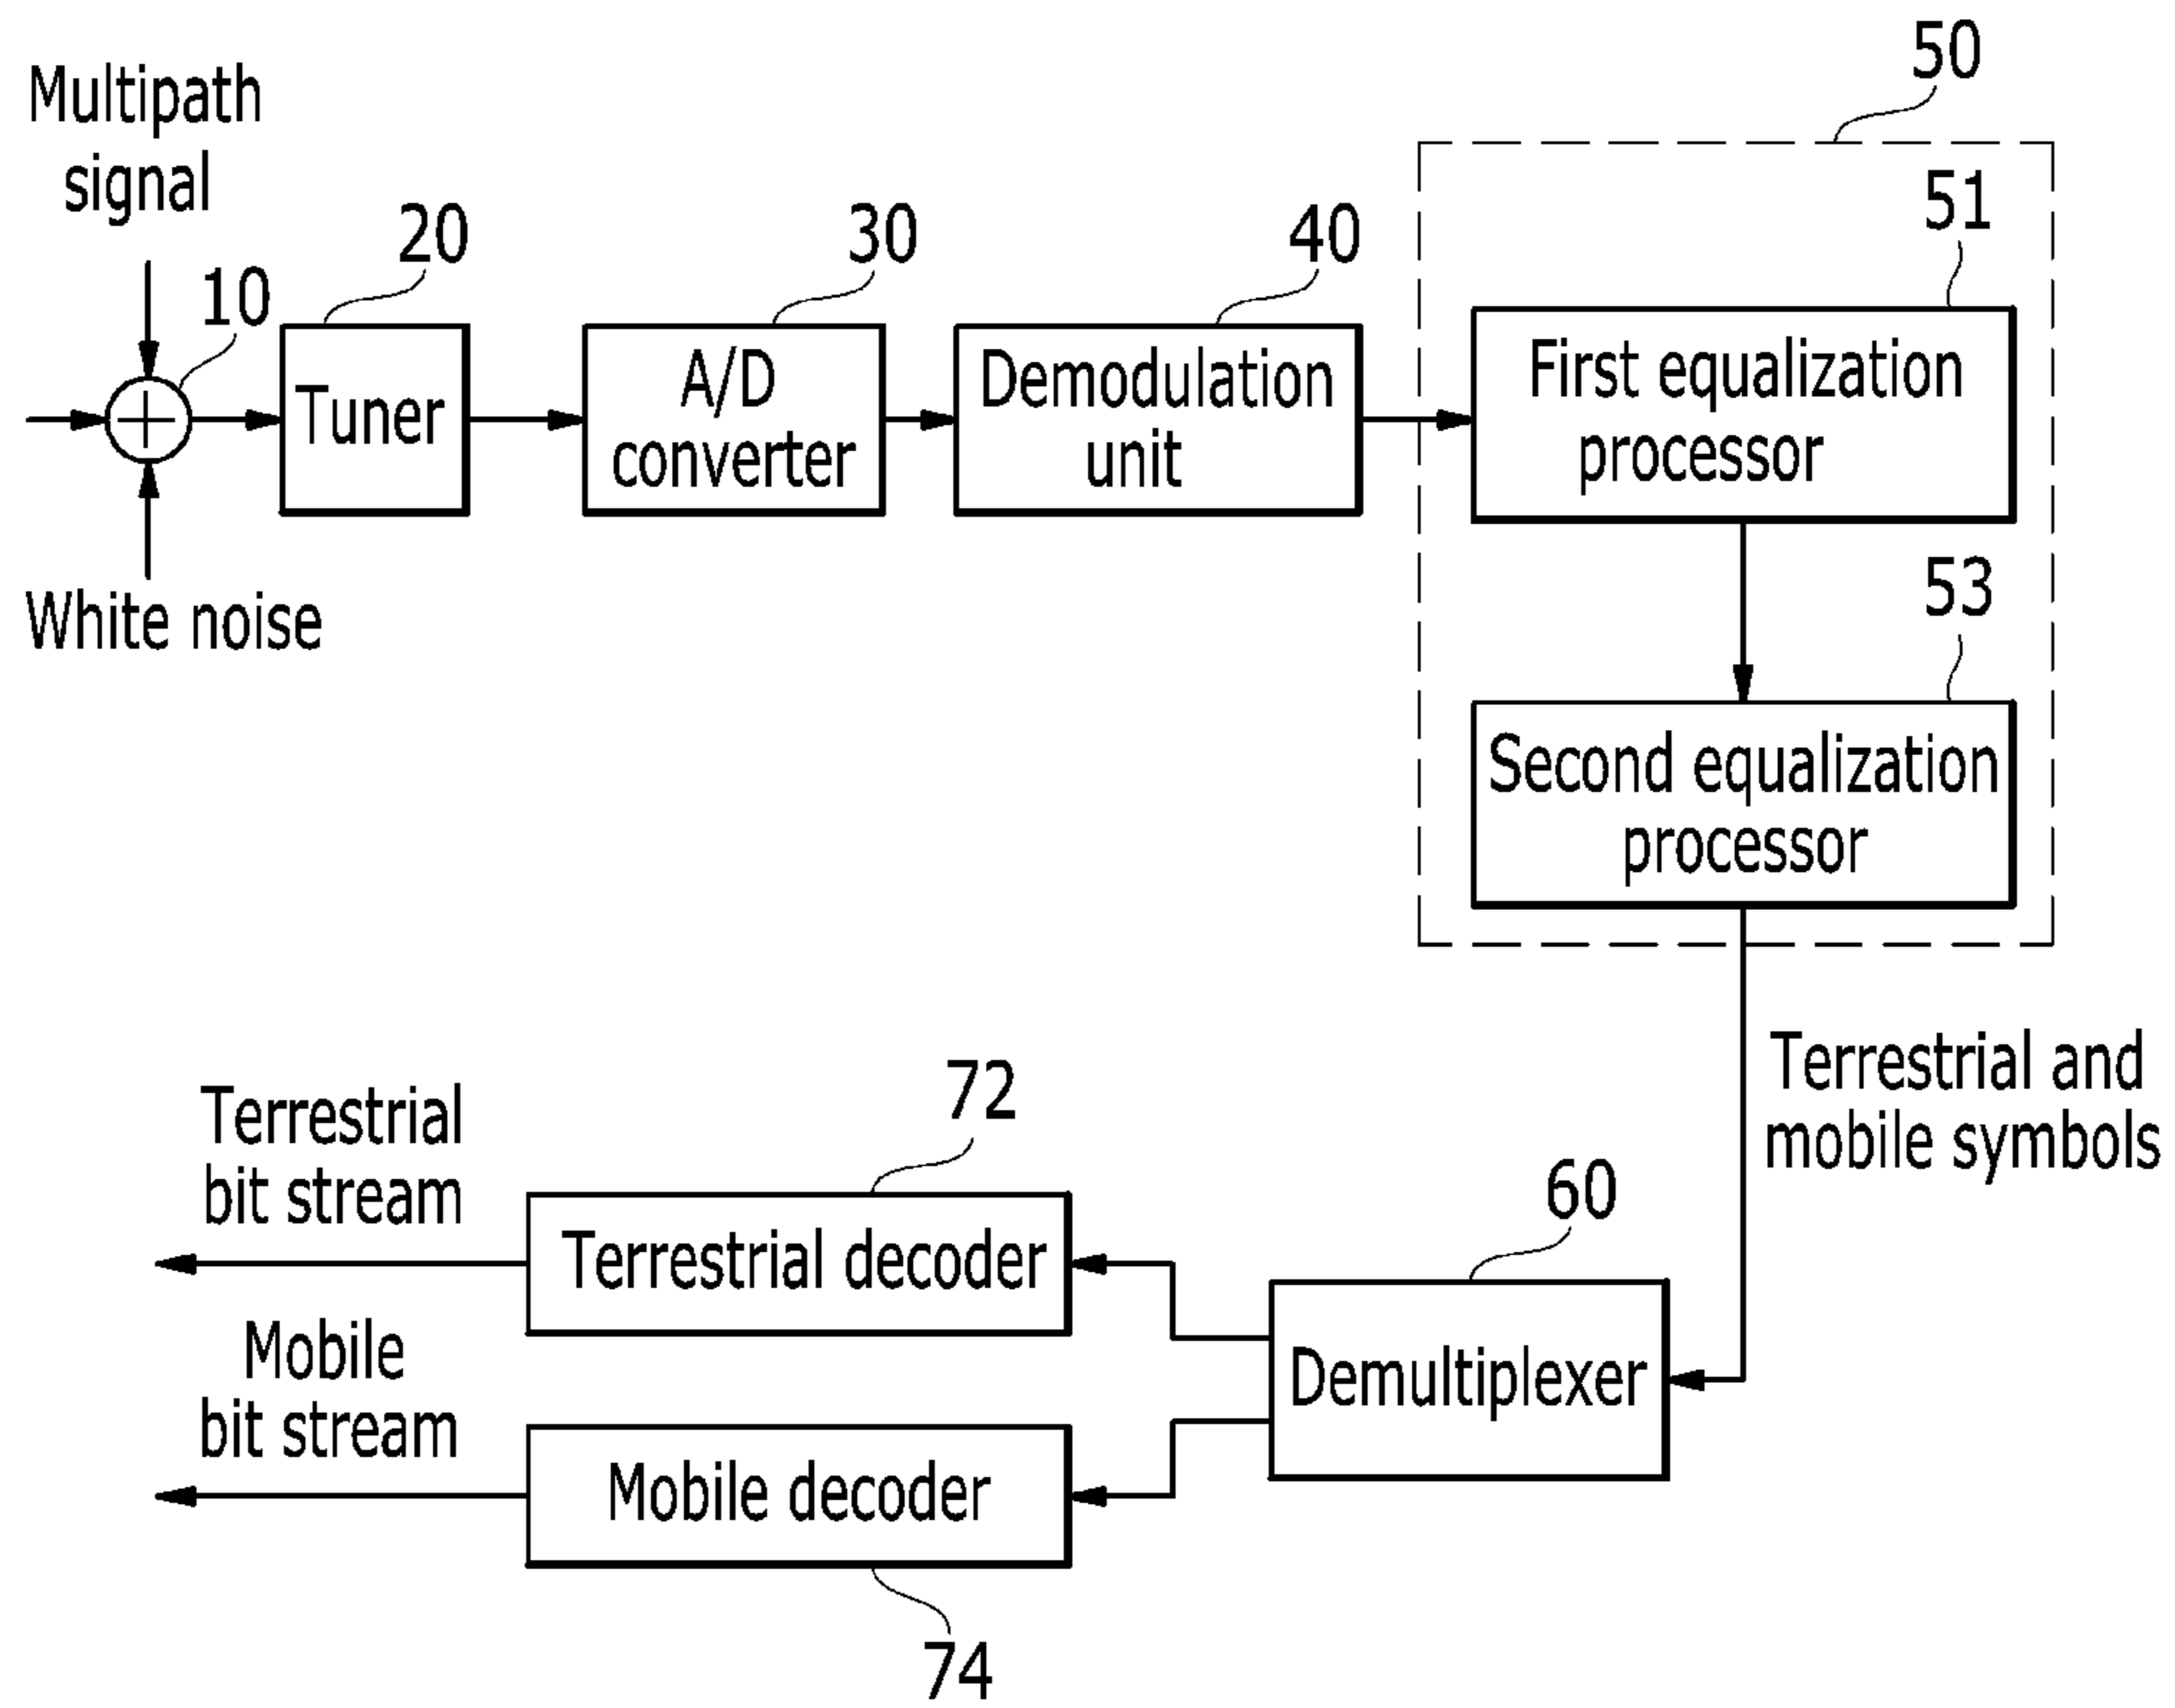 50
Multipath
signal
51
20
30
40
10
Tuner
A/D
converter
Demodulation
unit
First equalization
processor
White noise
53
Second equalization
processor
Terrestrial and
mobile symbols
72
60
Terrestrial
bit stream
Terrestrial decoder
Demultiplexer
Mobile
bit stream
Mobile decoder
74